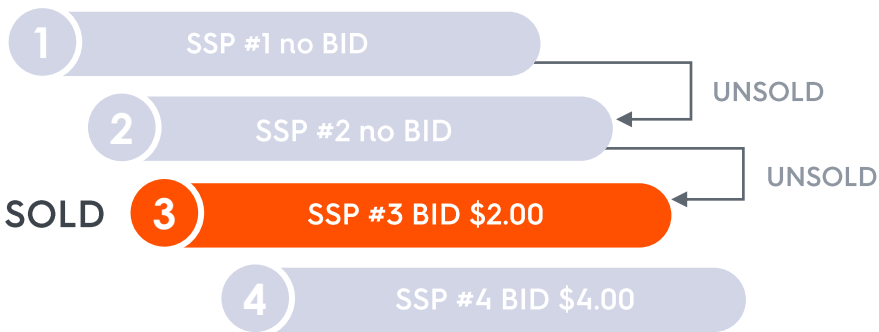 1 SSP #1 no BID
UNSOLD
2 SSP #2 no BID
UNSOLD
SOLD 3 SSP #3 BID $2.00
4 SSP #4 BID $4.00